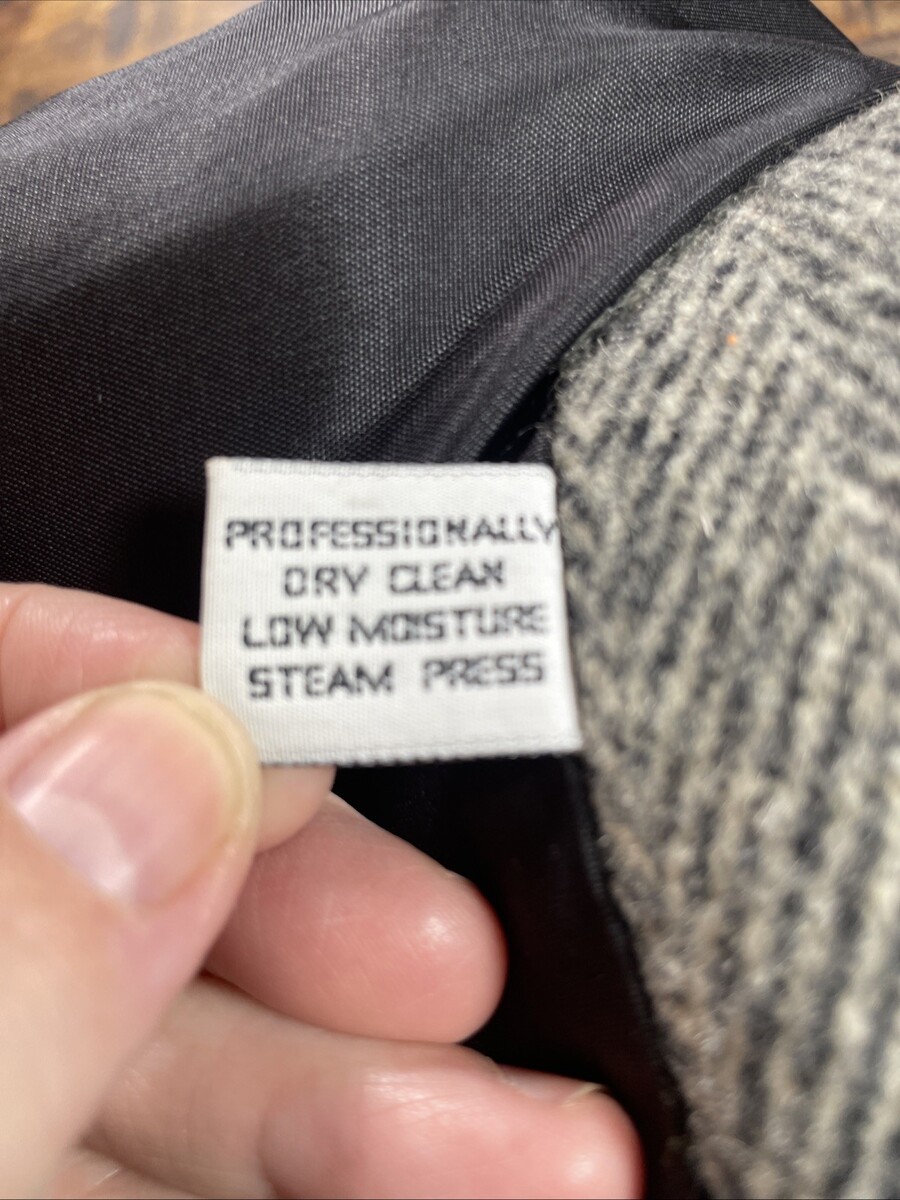 PROFESSIONALLY
DRY CLEAN
LOW MOISTURE
STEAM PRESS